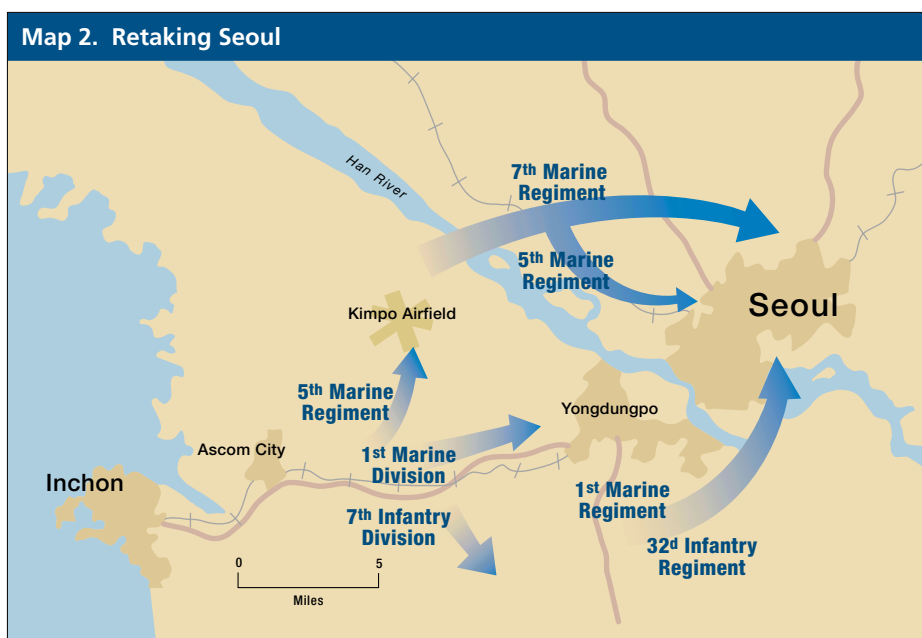 Map 2. Retaking Seoul
Han River
7th Marine
Regiment
5th Marine
Regiment
Seoul
Kimpo Airfield
5th Marine
Regiment
Yongdungpo
Ascom City
1st Marine
Division
Inchon
1st Marine
Regiment
7th Infantry
Division
32d Infantry
Regiment
0 5
Miles